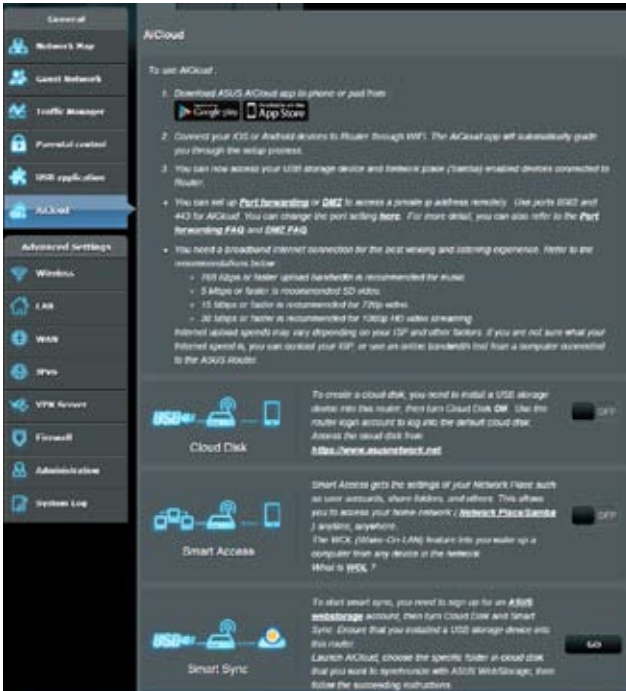 General
Network Map
Guest Network
Traffic Manager
Parental control
USB application
AiCloud
Advanced Settings
Wireless
LAN
WAN
IPv6
VPN Server
Firewall
Administration
System Log
AiCloud
To use AiCloud :
1. Download ASUS AiCloud app to phone or pad from
Google play
App Store
2. Connect your iOS or Android devices to Router through WiFi. The AiCloud app will automatically guide
you through the setup process.
3. You can now access your USB storage device and Network place (Samba) enabled devices connected to
Router.
You can set up Port forwarding or DMZ to access a private ip address remotely. Use ports 8082 and
443 for AiCloud. You can change the port setting here. For more detail, you can also refer to the Port
forwarding FAQ and DMZ FAQ.
You need a broadband internet connection for the best viewing and listening experience. Refer to the
recommendations below
768 kbps or faster upload bandwidth is recommended for music.
5 Mbps or faster is recommended SD video.
15 Mbps or faster is recommended for 720p video.
30 Mbps or faster is recommended for 1080p HD video streaming.
Internet upload speeds may vary depending on your ISP and other factors. If you are not sure what your
Internet speed is, you can contact your ISP, or use an online bandwidth test from a computer connected
to the ASUS Router.
USB
Cloud Disk
To create a cloud disk, you need to install a USB storage
device into this router, then turn Cloud Disk ON. Use the
router login account to log into the default cloud disk.
Access the cloud disk from
https://www.asusnetwork.net
OFF
Smart Access
Smart Access gets the settings of your Network Place such
as user accounts, share folders, and others. This allows
you to access your home network ( Network Place/Samba
) anytime, anywhere.
The WOL (Wake-On-LAN) feature lets you wake up a
computer from any device in the network.
What is WOL ?
OFF
USB
Smart Sync
To start smart sync, you need to sign up for an ASUS
webstorage account, then turn Cloud Disk and Smart
Sync. Ensure that you installed a USB storage device into
this router.
Launch AiCloud, choose the specific folder in cloud disk
that you want to synchronize with ASUS WebStorage, then
follow the succeeding instructions.
GO